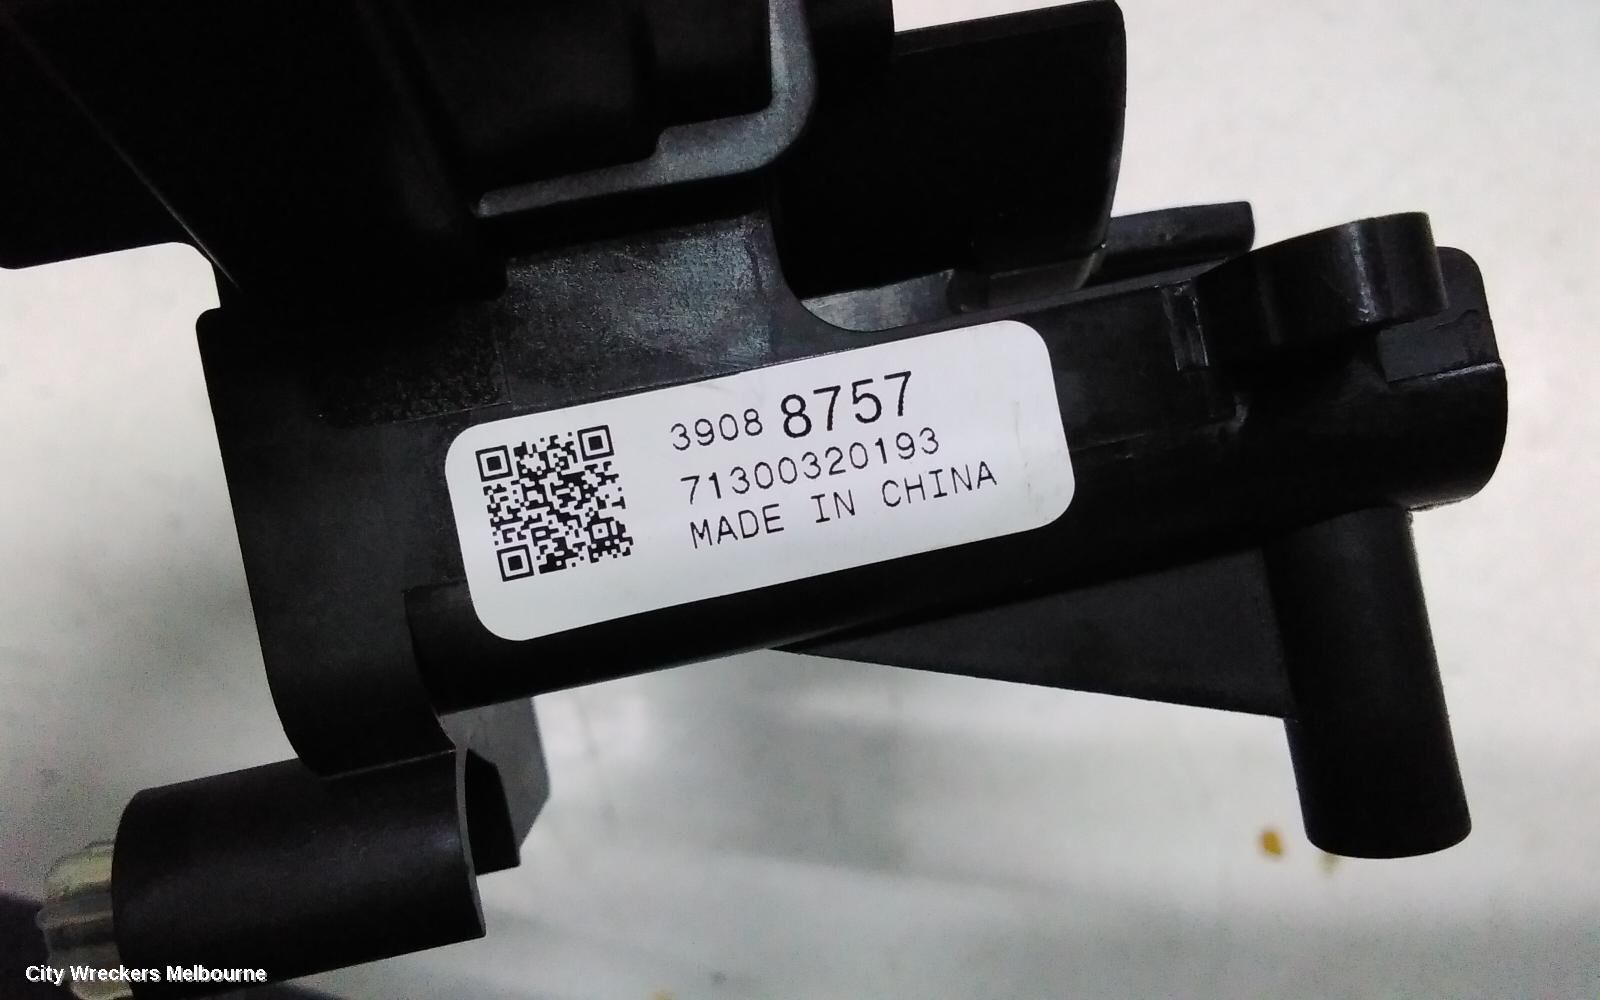 3908 8757
71300320193
MADE IN CHINA
City Wreckers Melbourne